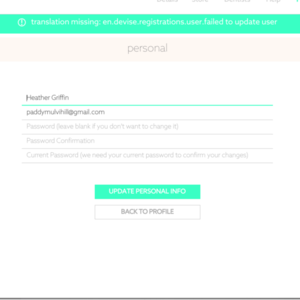 translation missing: en.devise.registrations.user.failed to update user
personal
Heather Griffin
paddymulvihill@gmail.com
Password (leave blank if you don't want to change it)
Password Confirmation
Current Password (we need your current password to confirm your changes)
UPDATE PERSONAL INFO
BACK TO PROFILE